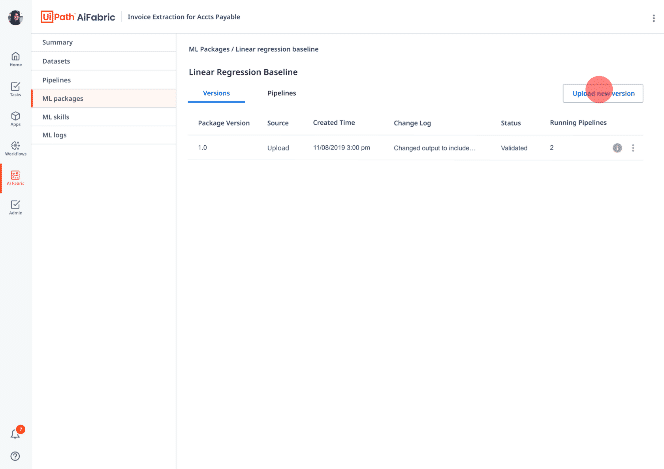 UiPath AiFabric
Invoice Extraction for Accts Payable
Home
Tasks
Apps
Workflows
AI Fabric
Admin
7
Summary
Datasets
Pipelines
ML packages
ML skills
ML logs
ML Packages / Linear regression baseline
Linear Regression Baseline
Versions
Pipelines
Upload new version
Package Version
Source
Created Time
Change Log
Status
Running Pipelines
1.0
Upload
11/08/2019 3:00 pm
Changed output to include...
Validated
2